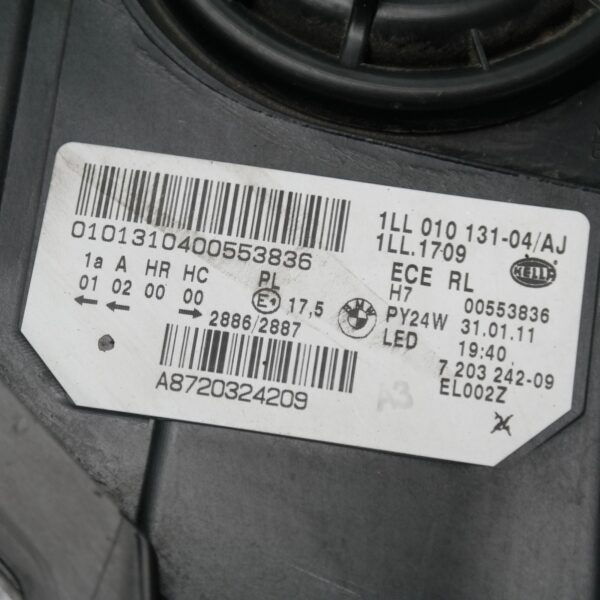 0101310400553836
1a A HR HC PL
01 02 00 00 E1 17,5
← ← →
2886/2887
A8720324209
1LL 010 131-04/AJ
1LL.1709
ECE RL
HELLA
H7 00553836
BMW
PY24W 31.01.11
LED 19:40
7 203 242-09
EL002Z